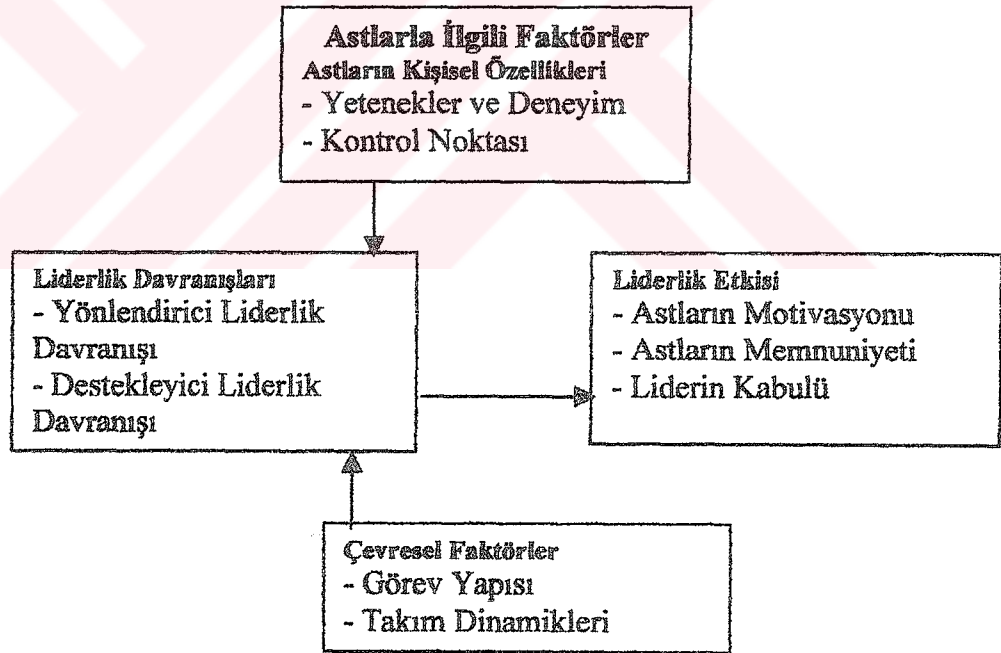 Astlarla İlgili Faktörler
Astların Kişisel Özellikleri
- Yetenekler ve Deneyim
- Kontrol Noktası
Liderlik Davranışları
- Yönlendirici Liderlik
Davranışı
- Destekleyici Liderlik
Davranışı
Liderlik Etkisi
- Astların Motivasyonu
- Astların Memnuniyeti
- Liderin Kabulü
Çevresel Faktörler
- Görev Yapısı
- Takım Dinamikleri